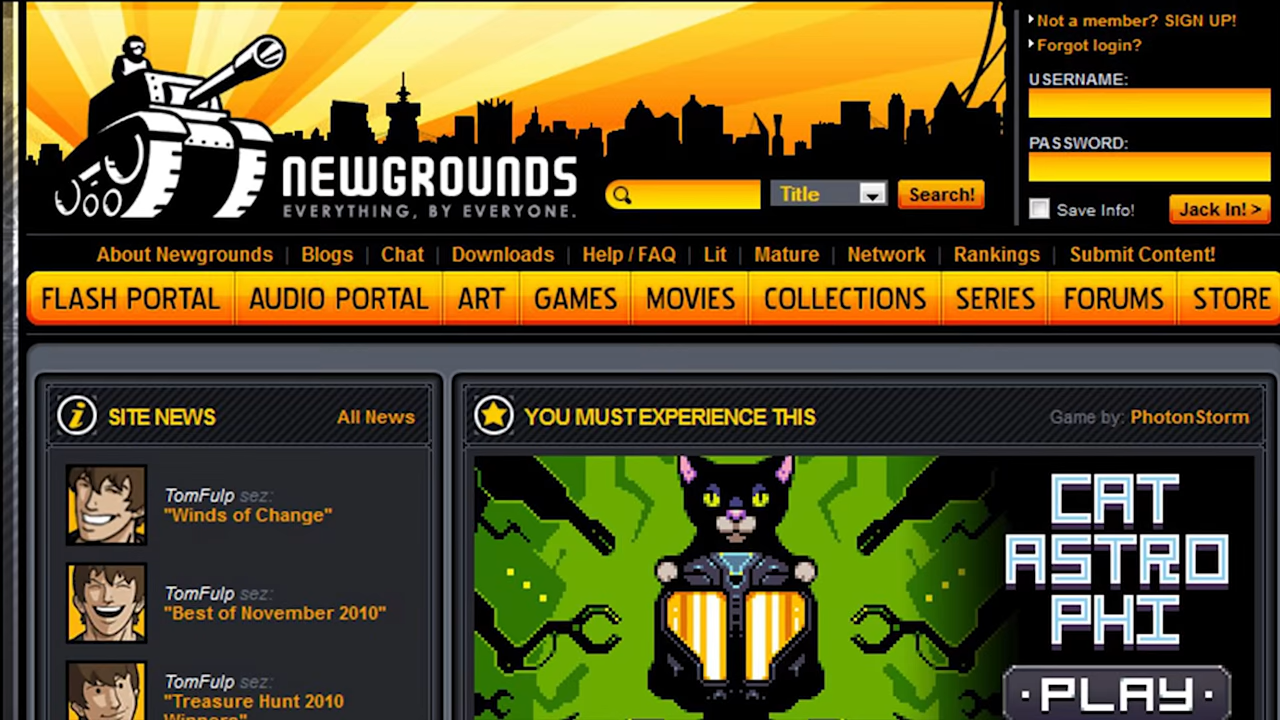 Not a member? SIGN UP!
Forgot login?
USERNAME:
PASSWORD:
NEWGROUNDS
EVERYTHING, BY EVERYONE.
Title
Search!
Save Info!
Jack In! >
About Newgrounds | Blogs | Chat | Downloads | Help / FAQ | Lit | Mature | Network | Rankings | Submit Content!
FLASH PORTAL AUDIO PORTAL ART GAMES MOVIES COLLECTIONS SERIES FORUMS STORE
SITE NEWS All News
TomFulp sez:
"Winds of Change"
TomFulp sez:
"Best of November 2010"
TomFulp sez:
"Treasure Hunt 2010
Winners"
YOU MUST EXPERIENCE THIS Game by: PhotonStorm
CAT
ASTRO
PHI
·PLAY·